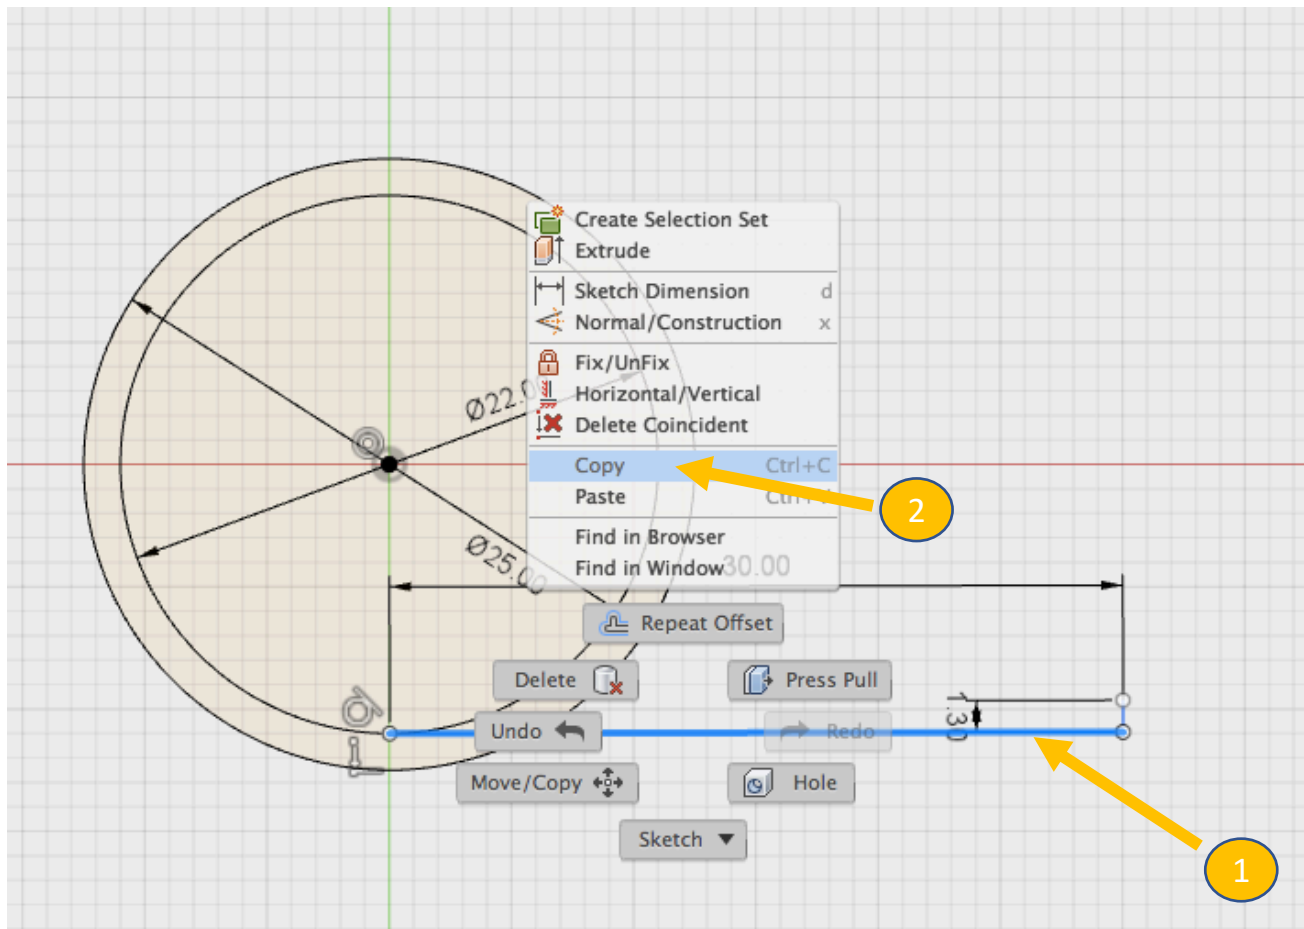 Create Selection Set
Extrude
Sketch Dimension d
Normal/Construction x
Fix/UnFix
Ø22.0
Horizontal/Vertical
Delete Coincident
Copy Ctrl+C
Paste
2
Find in Browser
Ø25.00
Find in Window
30.00
Repeat Offset
Delete
Press Pull
1.30
Undo
Redo
Move/Copy
Hole
Sketch
1